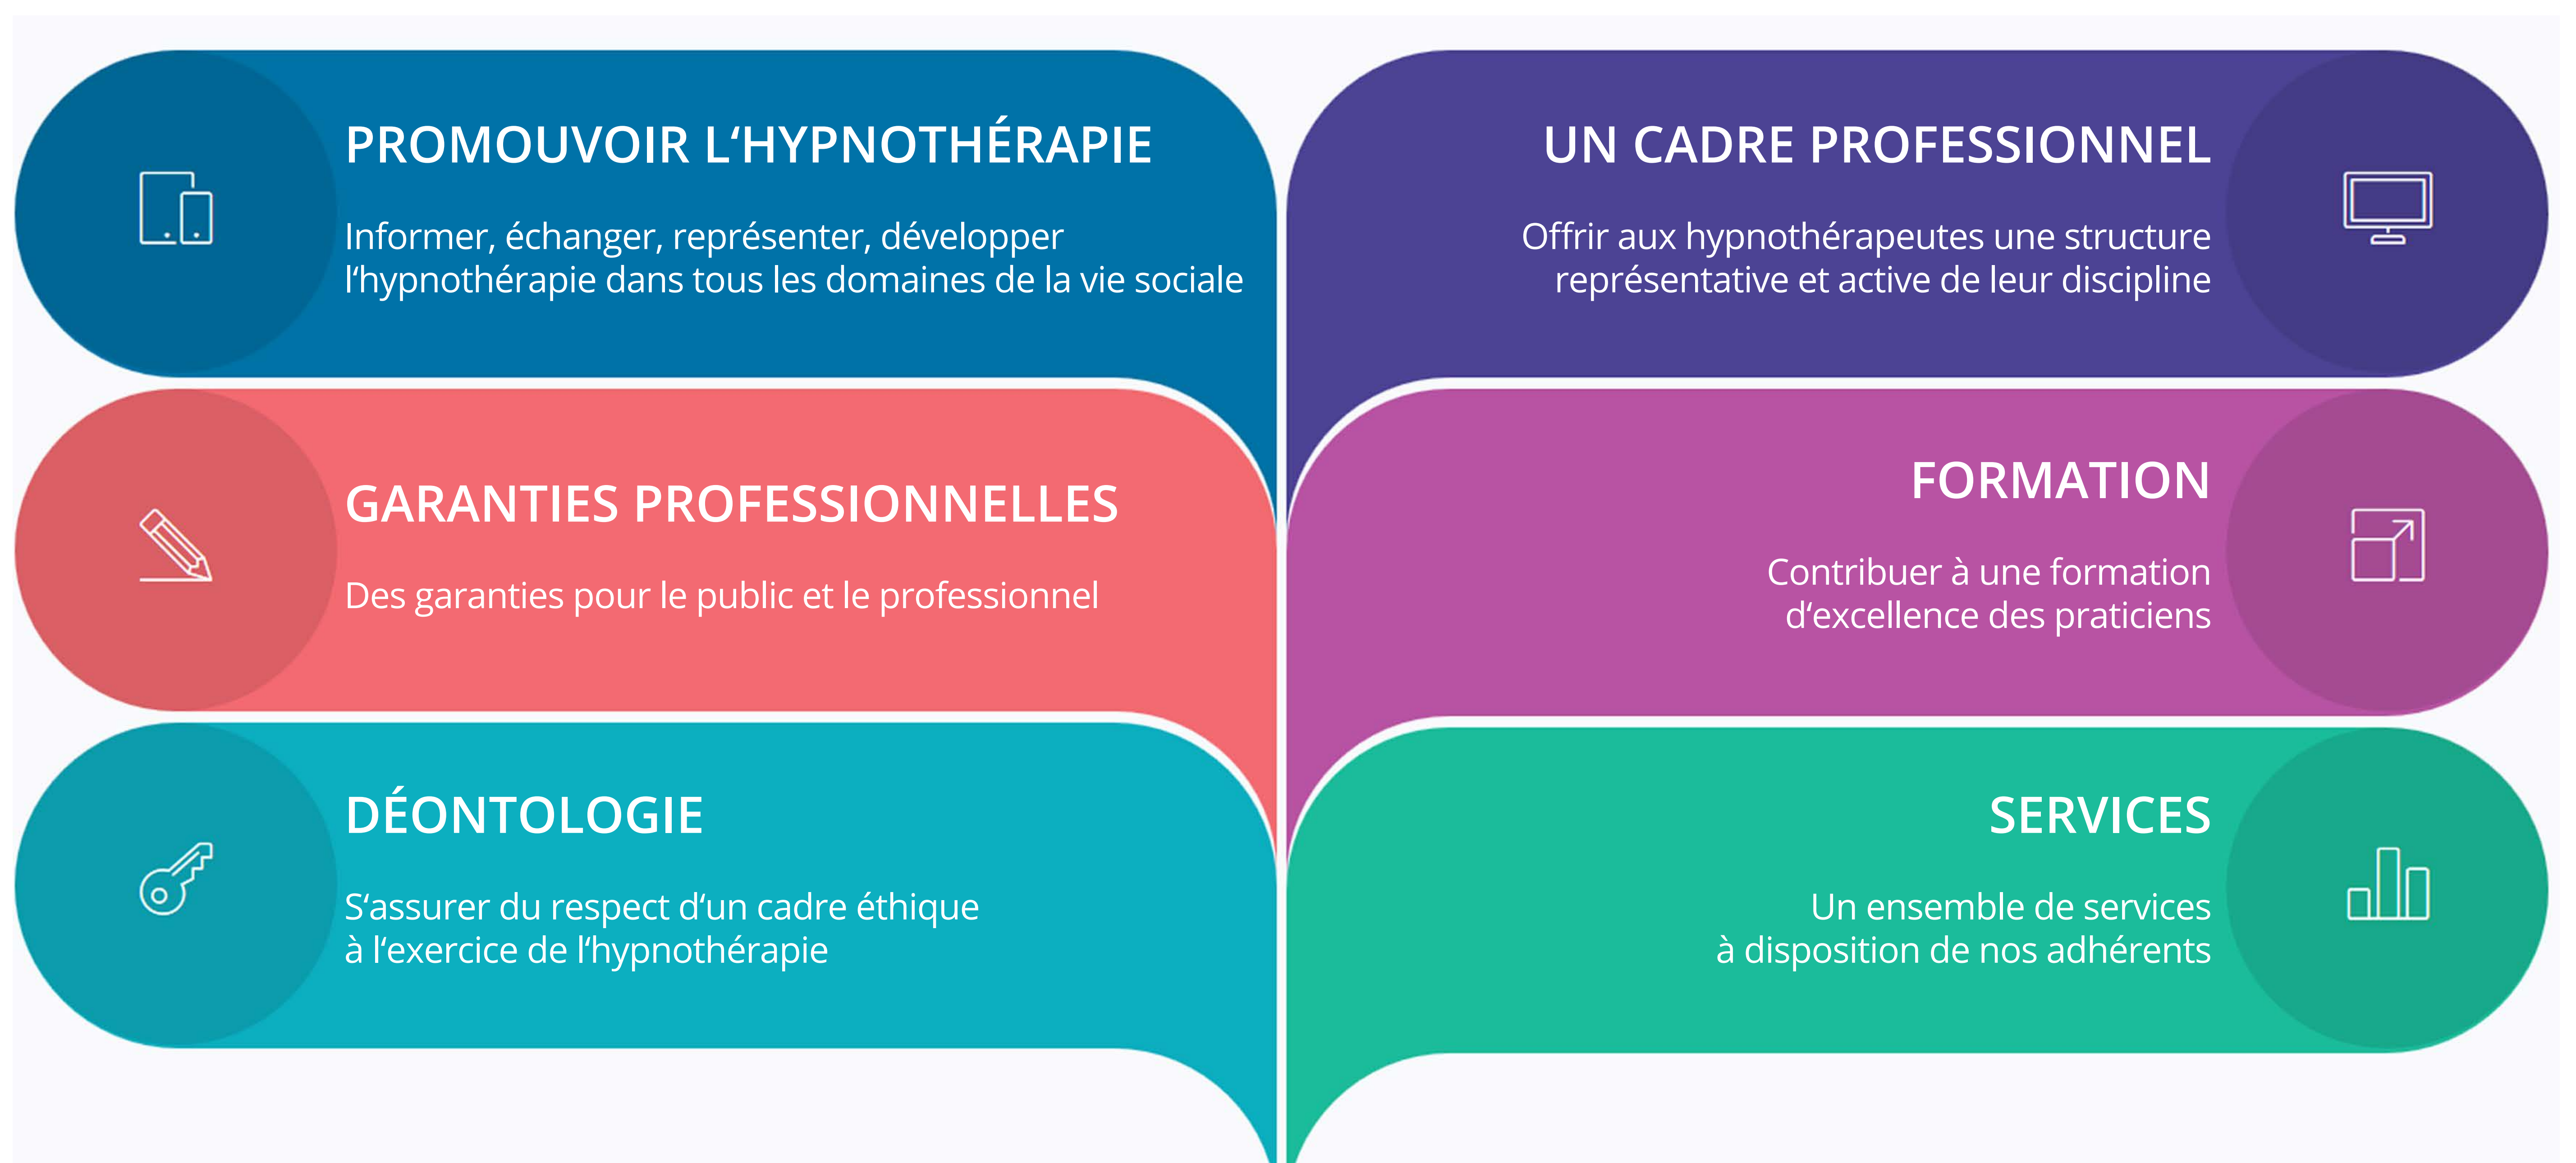 PROMOUVOIR L‘HYPNOTHÉRAPIE
Informer, échanger, représenter, développer
l‘hypnothérapie dans tous les domaines de la vie sociale
UN CADRE PROFESSIONNEL
Offrir aux hypnothérapeutes une structure
représentative et active de leur discipline
GARANTIES PROFESSIONNELLES
Des garanties pour le public et le professionnel
FORMATION
Contribuer à une formation
d‘excellence des praticiens
DÉONTOLOGIE
S‘assurer du respect d‘un cadre éthique
à l‘exercice de l‘hypnothérapie
SERVICES
Un ensemble de services
à disposition de nos adhérents